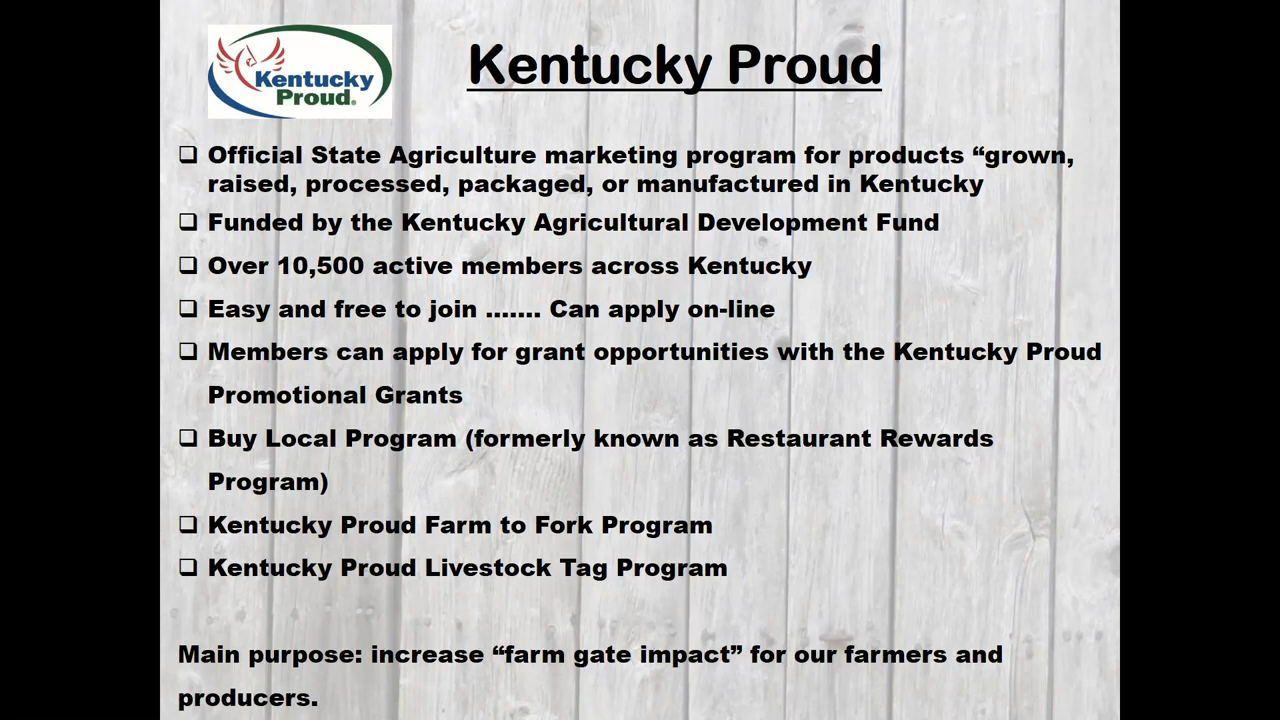 Kentucky
Proud.
Kentucky Proud
❑ Official State Agriculture marketing program for products “grown,
raised, processed, packaged, or manufactured in Kentucky
❑ Funded by the Kentucky Agricultural Development Fund
❑ Over 10,500 active members across Kentucky
❑ Easy and free to join ....... Can apply on-line
❑ Members can apply for grant opportunities with the Kentucky Proud
Promotional Grants
❑ Buy Local Program (formerly known as Restaurant Rewards
Program)
❑ Kentucky Proud Farm to Fork Program
❑ Kentucky Proud Livestock Tag Program
Main purpose: increase “farm gate impact” for our farmers and
producers.